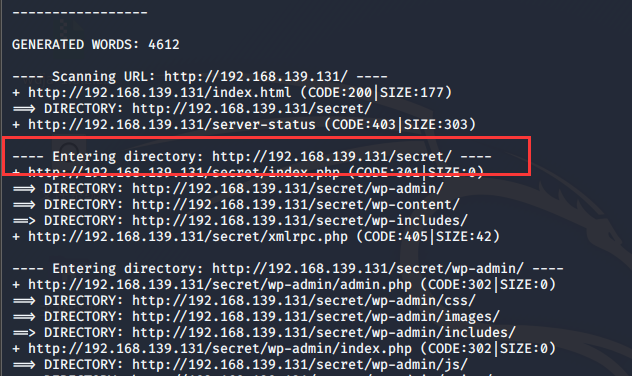 -----------------
GENERATED WORDS: 4612
---- Scanning URL: http://192.168.139.131/ ----
+ http://192.168.139.131/index.html (CODE:200|SIZE:177)
==> DIRECTORY: http://192.168.139.131/secret/
+ http://192.168.139.131/server-status (CODE:403|SIZE:303)
---- Entering directory: http://192.168.139.131/secret/ ----
+ http://192.168.139.131/secret/index.php (CODE:301|SIZE:0)
==> DIRECTORY: http://192.168.139.131/secret/wp-admin/
==> DIRECTORY: http://192.168.139.131/secret/wp-content/
==> DIRECTORY: http://192.168.139.131/secret/wp-includes/
+ http://192.168.139.131/secret/xmlrpc.php (CODE:405|SIZE:42)
---- Entering directory: http://192.168.139.131/secret/wp-admin/ ----
+ http://192.168.139.131/secret/wp-admin/admin.php (CODE:302|SIZE:0)
==> DIRECTORY: http://192.168.139.131/secret/wp-admin/css/
==> DIRECTORY: http://192.168.139.131/secret/wp-admin/images/
==> DIRECTORY: http://192.168.139.131/secret/wp-admin/includes/
+ http://192.168.139.131/secret/wp-admin/index.php (CODE:302|SIZE:0)
==> DIRECTORY: http://192.168.139.131/secret/wp-admin/js/